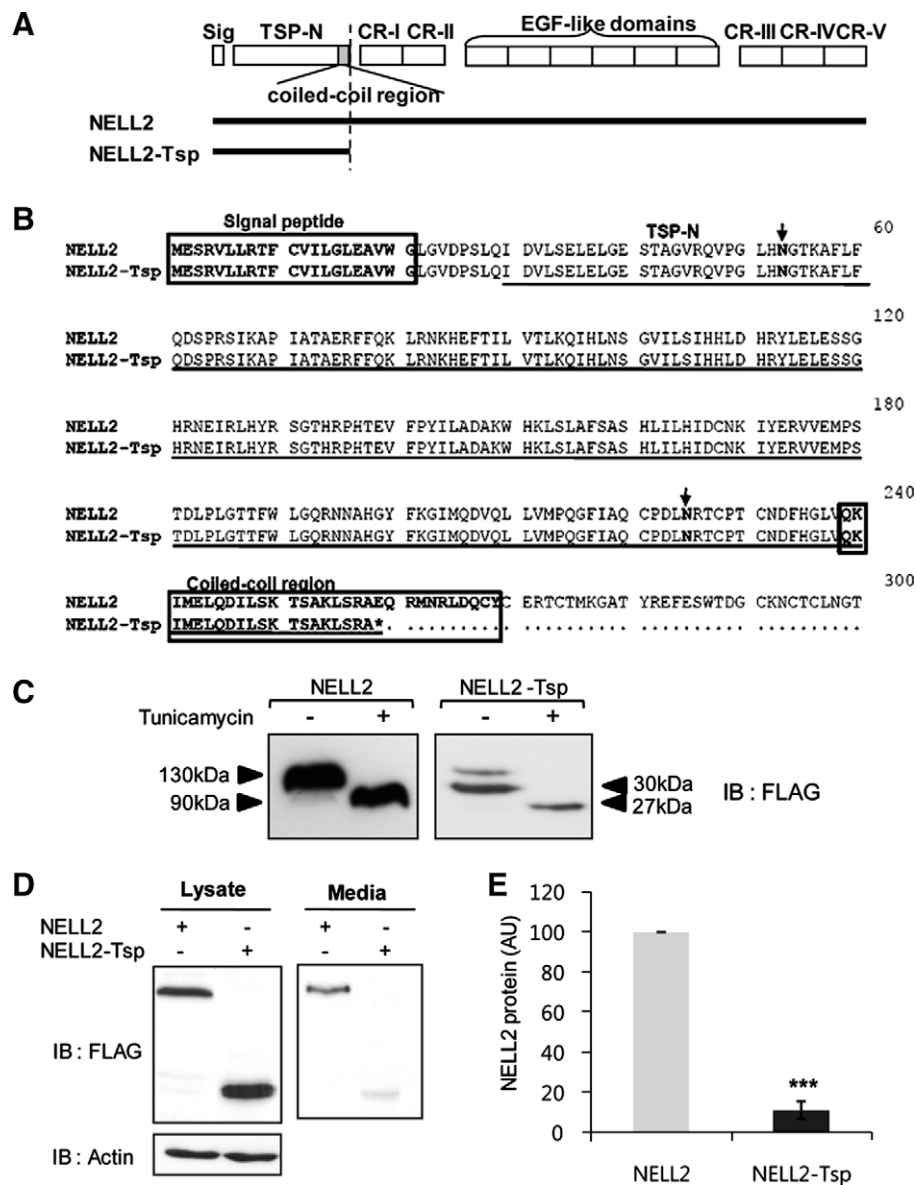 A
Sig TSP-N CR-I CR-II EGF-like domains CR-III CR-IV CR-V
coiled-coil region
NELL2
NELL2-Tsp
B
Signal peptide TSP-N 60
NELL2 MESRVLLRTF CVILGLEAVW GLGVDPSLQI DVLSELELGE STAGVRQVPG LHNGTKAFLF
NELL2-Tsp MESRVLLRTF CVILGLEAVW GLGVDPSLQI DVLSELELGE STAGVRQVPG LHNGTKAFLF
120
NELL2 QDSPRSIKAP IATAERFFQK LRNKHEFTIL VTLKQIHLNS GVILSIHHLD HRYLELESSG
NELL2-Tsp QDSPRSIKAP IATAERFFQK LRNKHEFTIL VTLKQIHLNS GVILSIHHLD HRYLELESSG
180
NELL2 HRNEIRLHYR SGTHRPHTEV FPYILADAKW HKLSLAFSAS HLILHIDCNK IYERVVEMPS
NELL2-Tsp HRNEIRLHYR SGTHRPHTEV FPYILADAKW HKLSLAFSAS HLILHIDCNK IYERVVEMPS
240
NELL2 TDLPLGTTFW LGQRNNAHGY FKGIMQDVQL LVMPQGFIAQ CPDLNRTCPT CNDFHGLVQK
NELL2-Tsp TDLPLGTTFW LGQRNNAHGY FKGIMQDVQL LVMPQGFIAQ CPDLNRTCPT CNDFHGLVQK
Coiled-coil region 300
NELL2 IMELQDILSK TSAKLSRAEQ RMNRLDQCYC ERTCTMKGAT YREFESWTDG CKNCTCLNGT
NELL2-Tsp IMELQDILSK TSAKLSRA*. .......... .......... .......... ..........
C
NELL2 NELL2-Tsp
Tunicamycin - + - +
130kDa 30kDa
90kDa 27kDa
IB : FLAG
D
Lysate Media
NELL2 + - + -
NELL2-Tsp - + - +
IB : FLAG
IB : Actin
E
NELL2 protein (AU)
120
100
80
60
40
20
0
***
NELL2 NELL2-Tsp